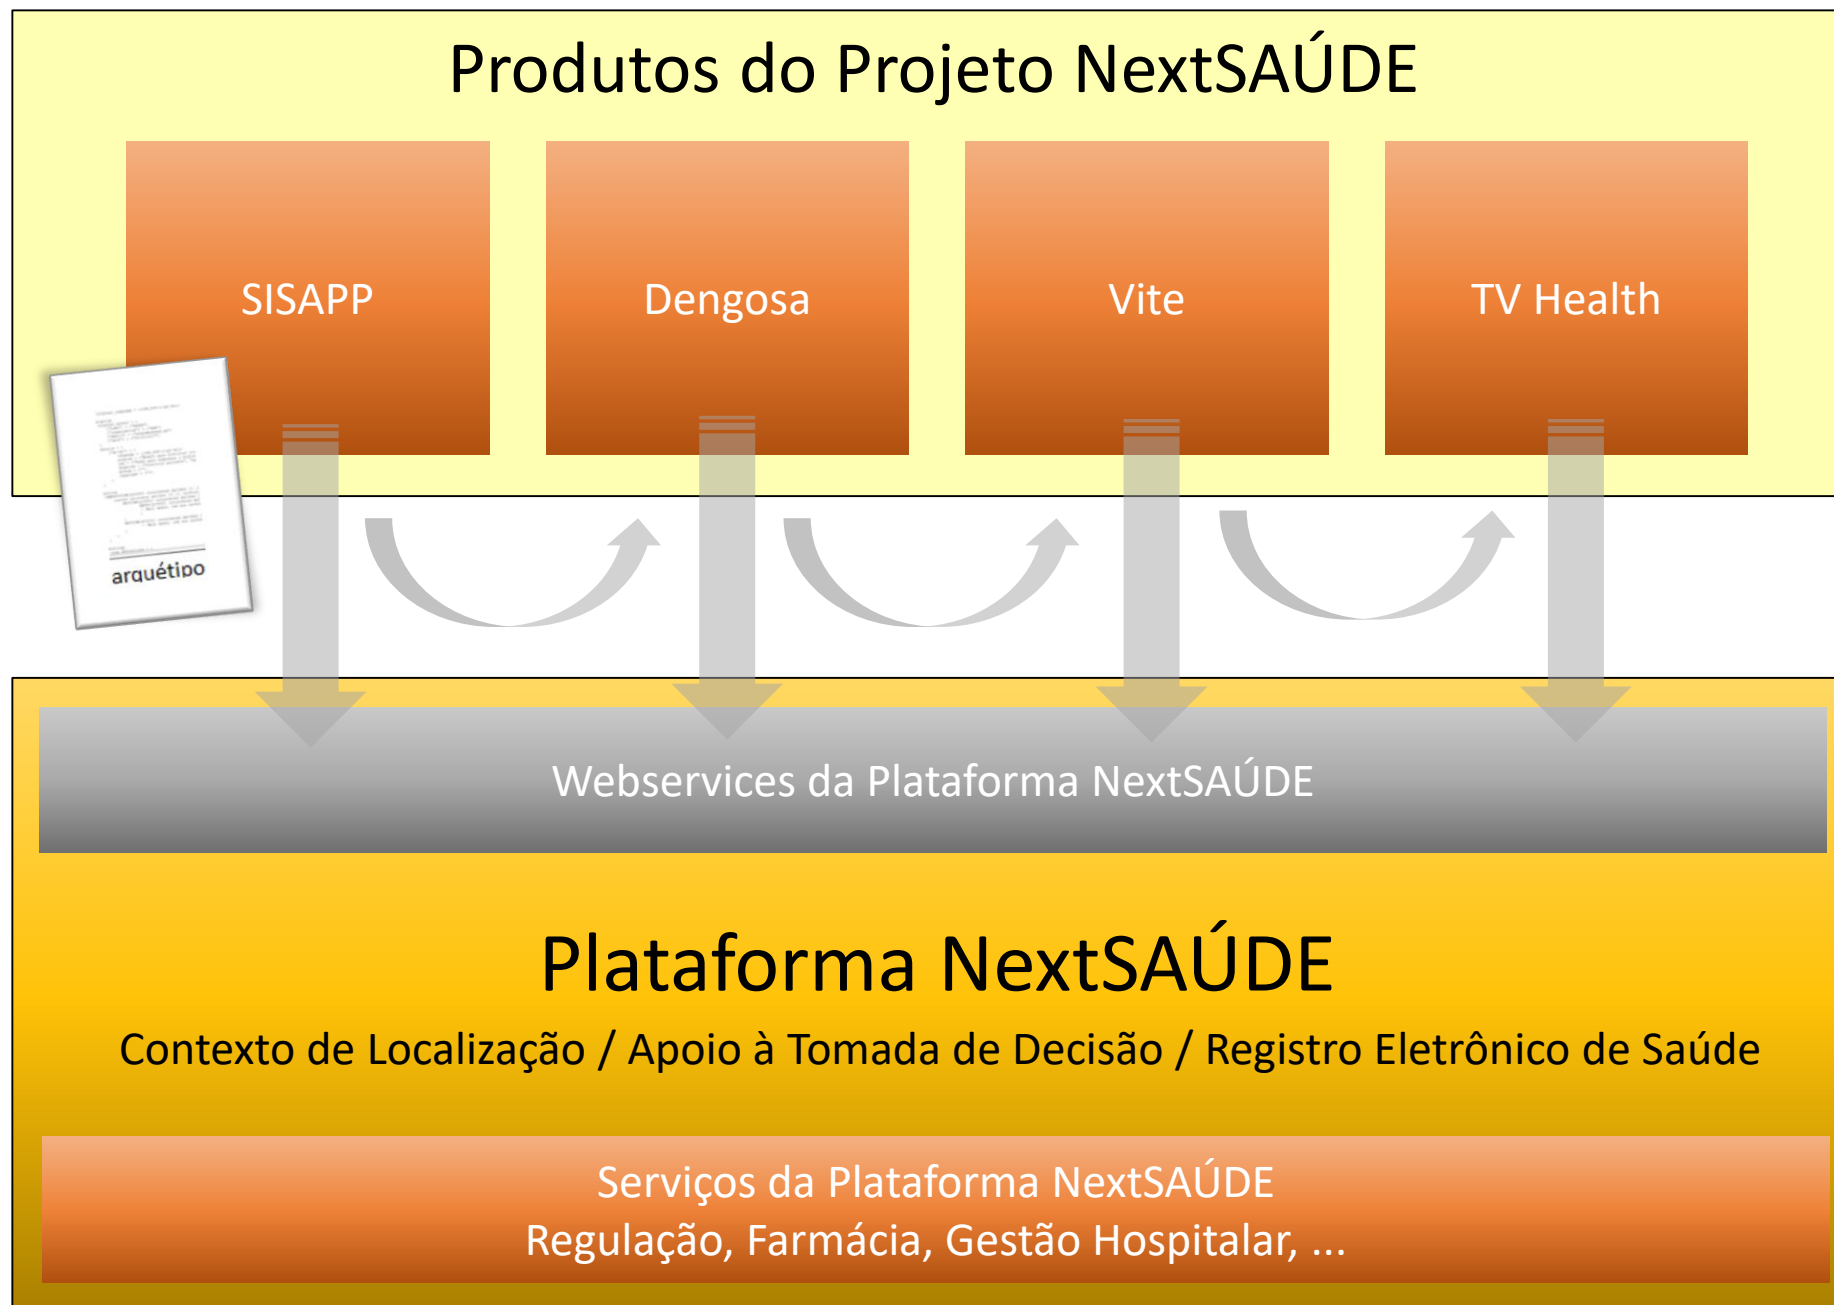 Produtos do Projeto NextSAÚDE
SISAPP
Dengosa
Vite
TV Health
arquétipo
Webservices da Plataforma NextSAÚDE
Plataforma NextSAÚDE
Contexto de Localização / Apoio à Tomada de Decisão / Registro Eletrônico de Saúde
Serviços da Plataforma NextSAÚDE
Regulação, Farmácia, Gestão Hospitalar, ...